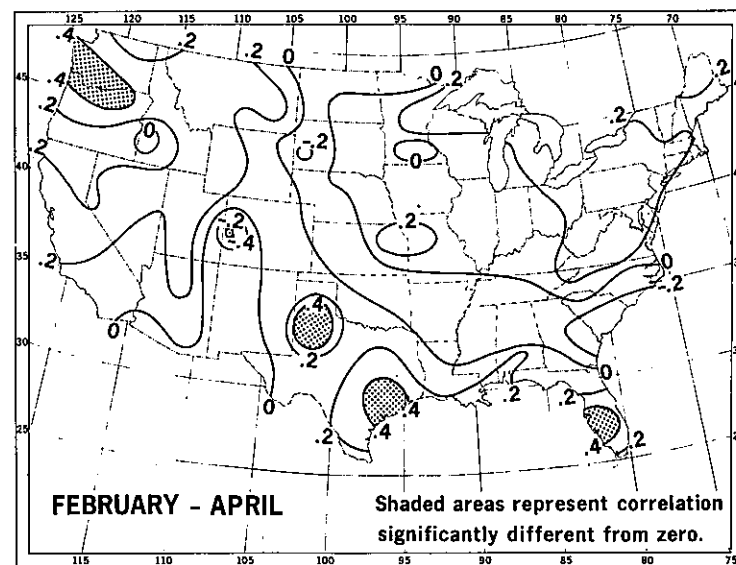 125 120 115 110 105 100 95 90 85 80 75 70
.4 .2 .2 0 0 .2 .2
.4
45
.2 .2
0 -.2 0
.2
40
-.2 .2
-.4
35
.2 0
-.2
.4
0
30
.2 0
0 .4 .2 .2
25
.2 .4 .4 .2 .2
FEBRUARY - APRIL
Shaded areas represent correlation
significantly different from zero.
115 110 105 100 95 90 85 80 75